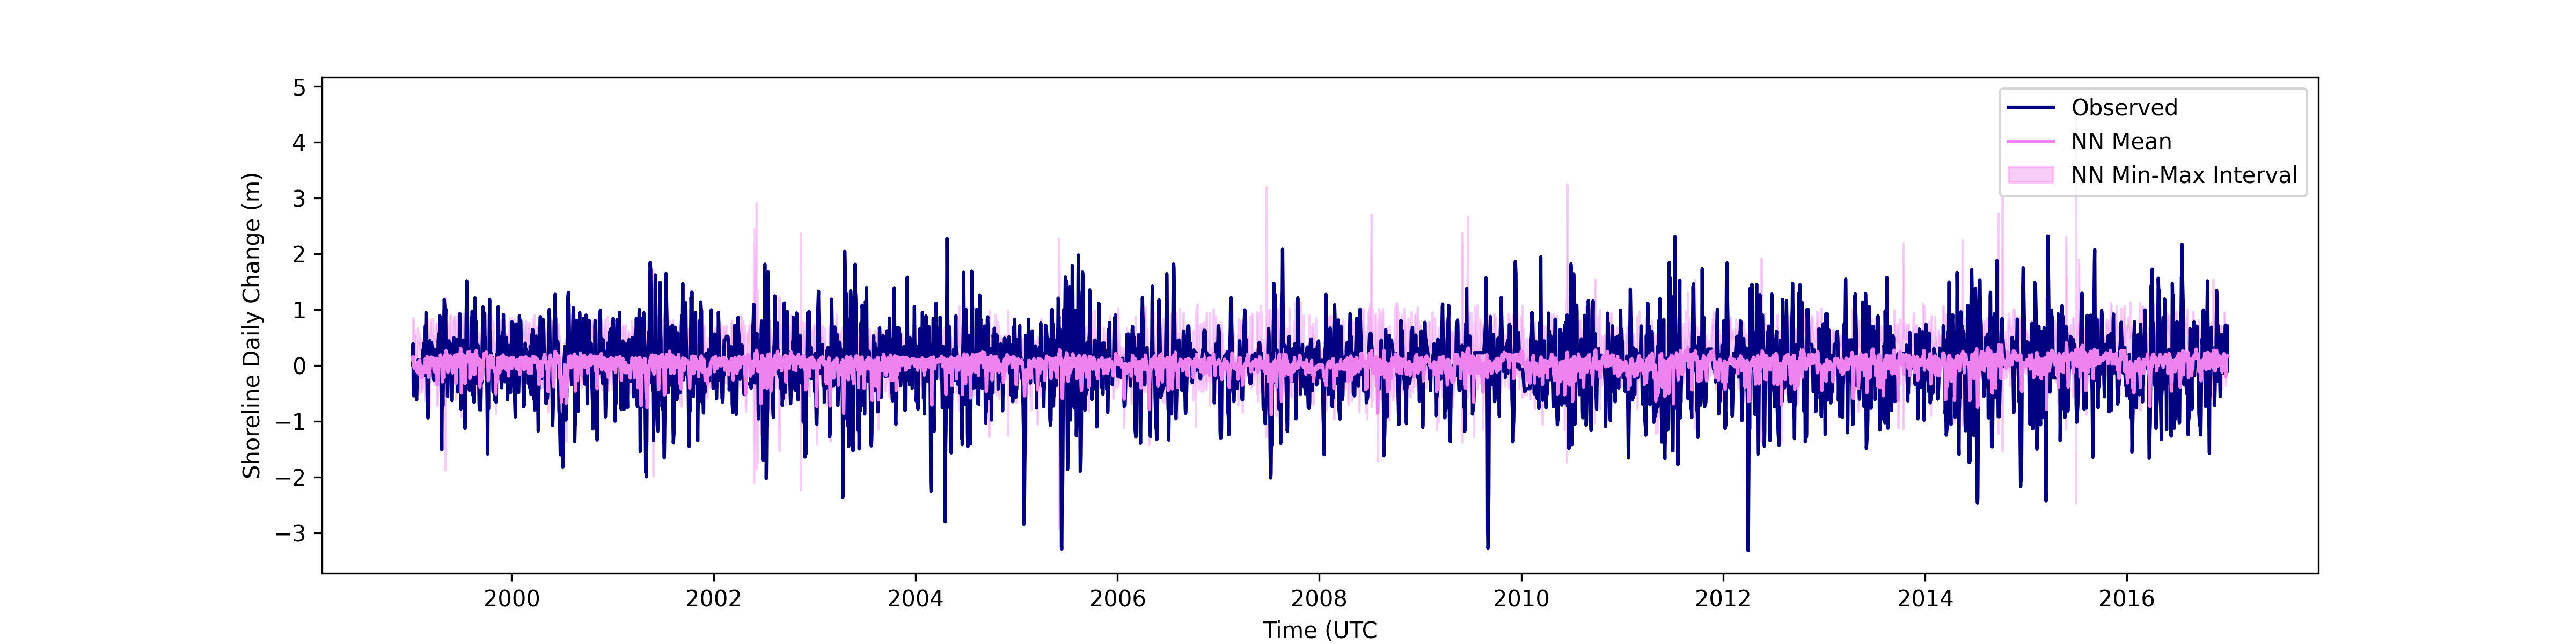 5
4
3
2
1
0
−1
−2
−3
Shoreline Daily Change (m)
Observed
NN Mean
NN Min-Max Interval
2000 2002 2004 2006 2008 2010 2012 2014 2016
Time (UTC